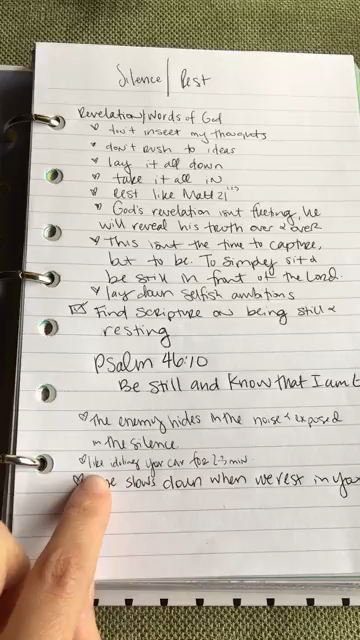 Silence / Rest
Revelation/Words of God
♡ don't insert my thoughts
♡ don't rush to ideas
♡ lay it all down
♡ take it all in
♡ Rest like Matt 21
♡ God's revelation isnt fleeting, he
will reveal his truth over & over
♡ This isnt the time to capture,
but to be. To simply sit &
be still in front of the Lord.
♡ lay down selfish ambitions
☑ Find Scripture on being still &
resting
Psalm 46:10
Be Still and Know that I am
♡ The enemy hides in the noise & exposed
in the silence
♡ like idoling your car for 2-3 min
slows down when we rest in